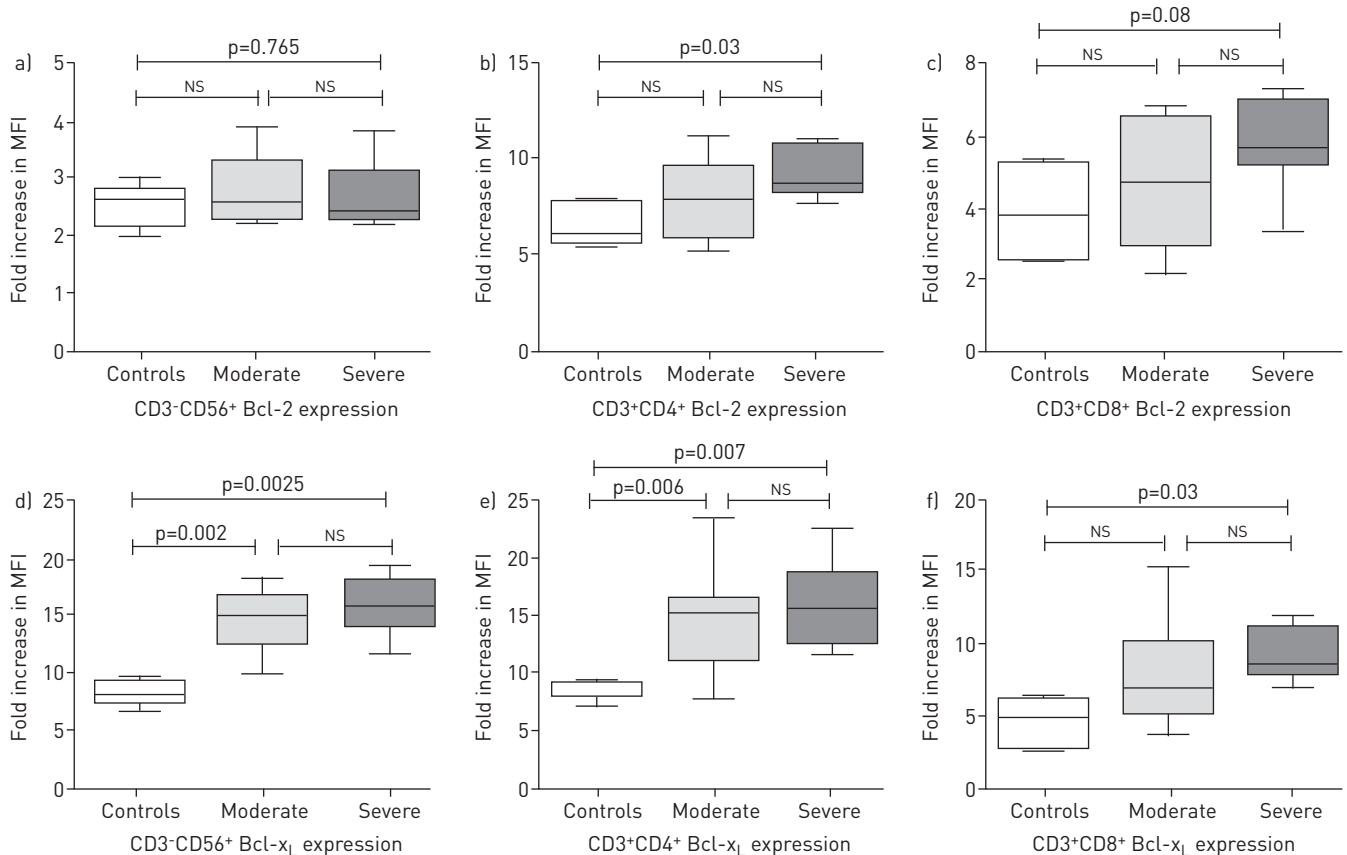 a)
p=0.765
NS NS
Fold increase in MFI
5
4
3
2
1
0
Controls Moderate Severe
CD3⁻CD56⁺ Bcl-2 expression
b)
p=0.03
NS NS
Fold increase in MFI
15
10
5
0
Controls Moderate Severe
CD3⁺CD4⁺ Bcl-2 expression
c)
p=0.08
NS NS
Fold increase in MFI
8
6
4
2
0
Controls Moderate Severe
CD3⁺CD8⁺ Bcl-2 expression
d)
p=0.0025
p=0.002 NS
Fold increase in MFI
25
20
15
10
5
0
Controls Moderate Severe
CD3⁻CD56⁺ Bcl-x_L expression
e)
p=0.007
p=0.006 NS
Fold increase in MFI
25
20
15
10
5
0
Controls Moderate Severe
CD3⁺CD4⁺ Bcl-x_L expression
f)
p=0.03
NS NS
Fold increase in MFI
20
15
10
5
0
Controls Moderate Severe
CD3⁺CD8⁺ Bcl-x_L expression